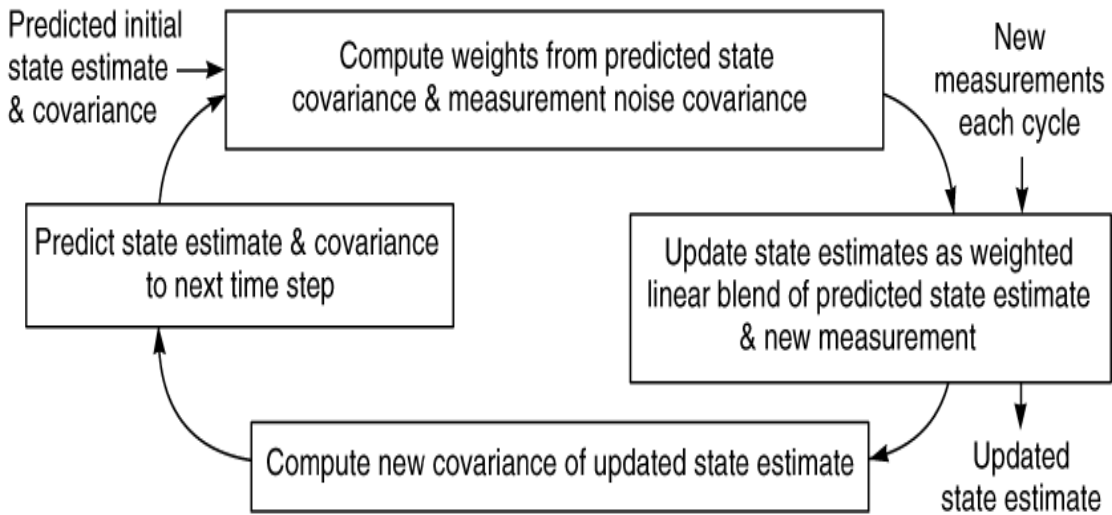 Predicted initial
state estimate
& covariance
Compute weights from predicted state
covariance & measurement noise covariance
New
measurements
each cycle
Predict state estimate & covariance
to next time step
Update state estimates as weighted
linear blend of predicted state estimate
& new measurement
Compute new covariance of updated state estimate
Updated
state estimate